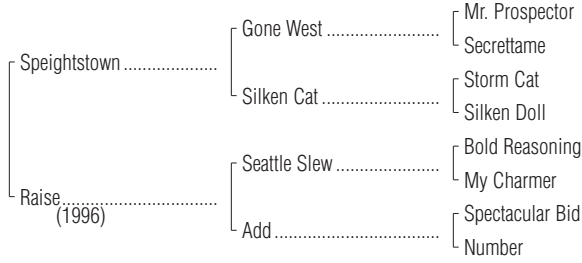 Mr. Prospector
Gone West
Secrettame
Speightstown
Storm Cat
Silken Cat
Silken Doll
Bold Reasoning
Seattle Slew
My Charmer
Raise
(1996)
Spectacular Bid
Add
Number